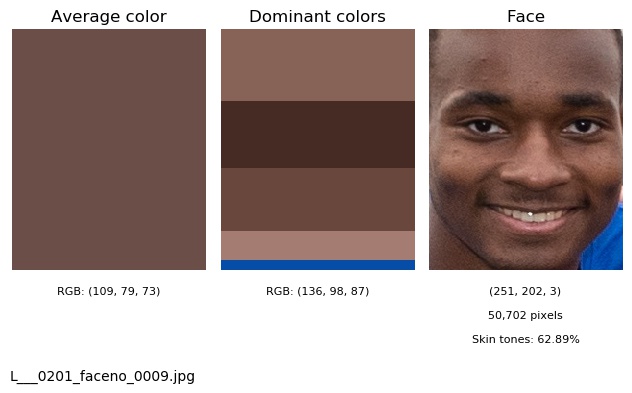 Average color
Dominant colors
Face
RGB: (109, 79, 73)
RGB: (136, 98, 87)
(251, 202, 3)
50,702 pixels
Skin tones: 62.89%
L___0201_faceno_0009.jpg